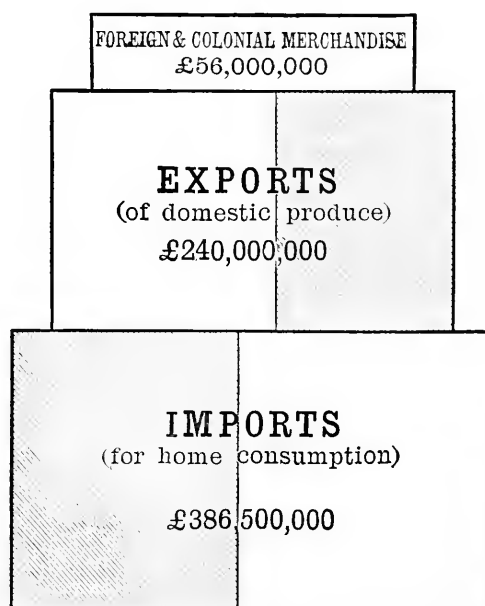 FOREIGN & COLONIAL MERCHANDISE
£56,000,000
EXPORTS
(of domestic produce)
£240,000,000
IMPORTS
(for home consumption)
£386,500,000